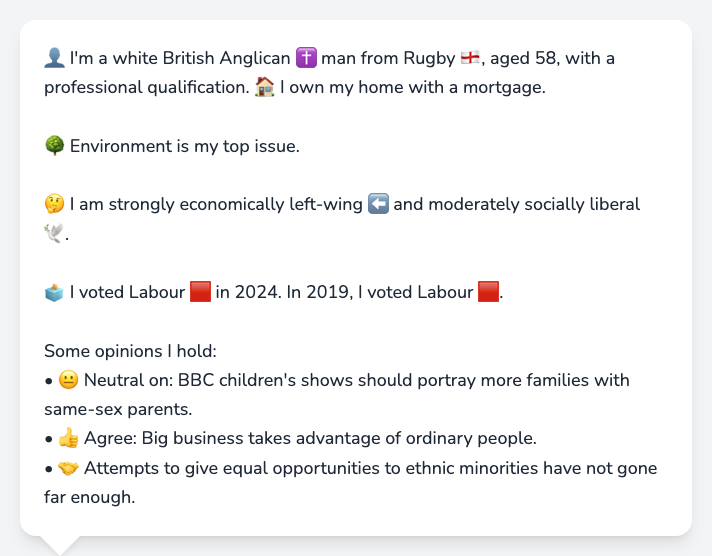 👤 I'm a white British Anglican ✝️ man from Rugby 🏴󠁧󠁢󠁥󠁮󠁧󠁿, aged 58, with a
professional qualification. 🏠 I own my home with a mortgage.
🌳 Environment is my top issue.
🤔 I am strongly economically left-wing ⬅️ and moderately socially liberal
🕊️.
🗳️ I voted Labour 🟥 in 2024. In 2019, I voted Labour 🟥.
Some opinions I hold:
• 😐 Neutral on: BBC children's shows should portray more families with
same-sex parents.
• 👍 Agree: Big business takes advantage of ordinary people.
• 🤝 Attempts to give equal opportunities to ethnic minorities have not gone
far enough.